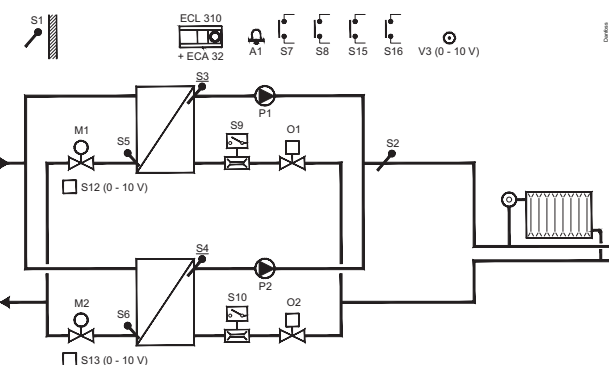 S1
ECL 310
+ ECA 32
A1
S7
S8
S15
S16
V3 (0 - 10 V)
Danfoss
S3
P1
M1
S5
S9
O1
S2
S12 (0 - 10 V)
S4
P2
M2
S6
S10
O2
S13 (0 - 10 V)